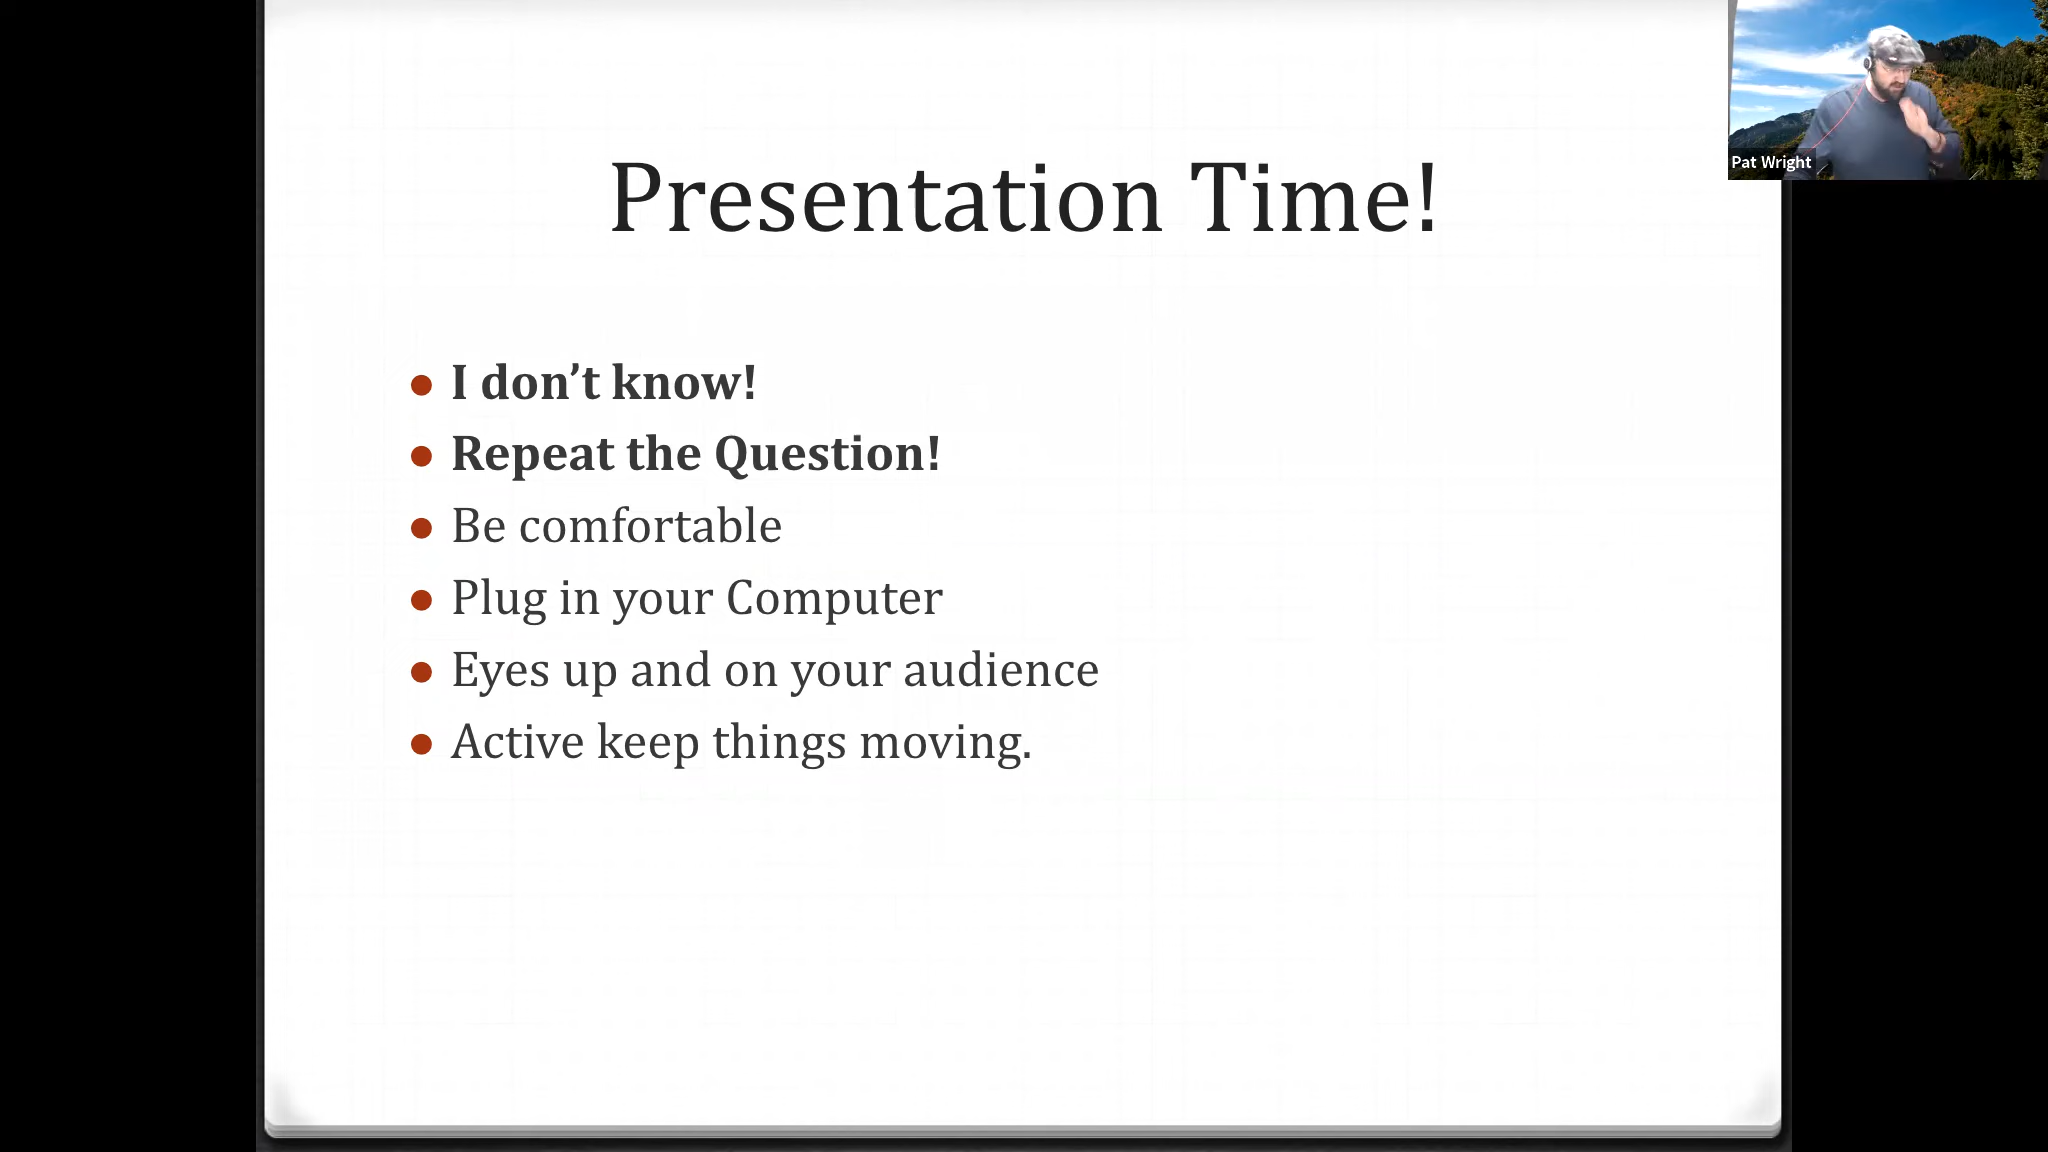 Presentation Time!
I don’t know!
Repeat the Question!
Be comfortable
Plug in your Computer
Eyes up and on your audience
Active keep things moving.
Pat Wright